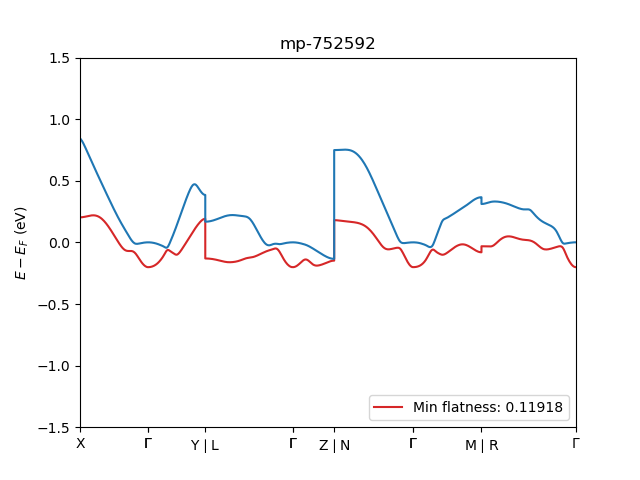 mp-752592
E − E_F (eV)
1.5
1.0
0.5
0.0
−0.5
−1.0
−1.5
Min flatness: 0.11918
X Γ Y | L Γ Z | N Γ M | R Γ